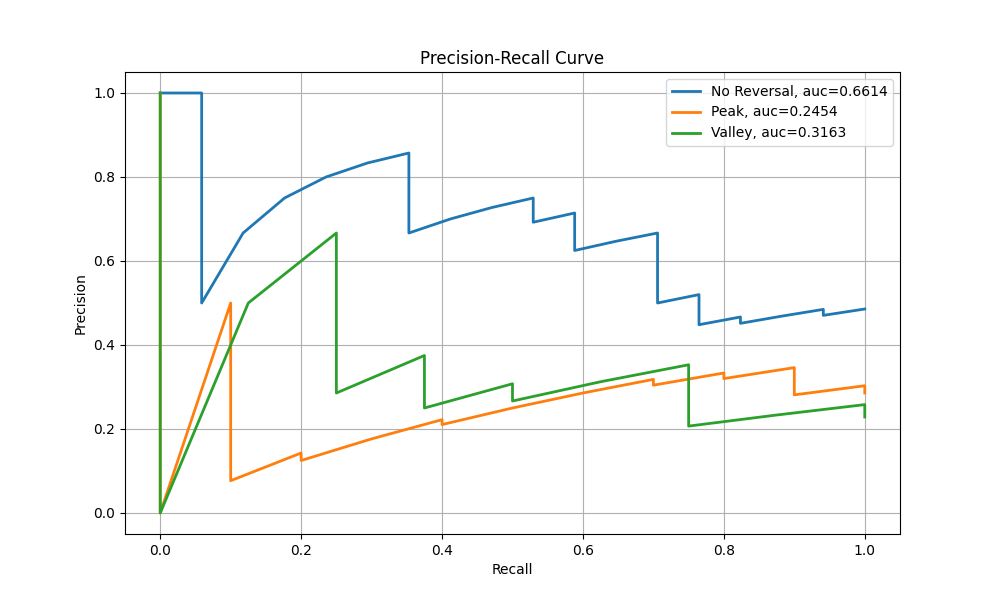 Precision-Recall Curve
No Reversal, auc=0.6614
Peak, auc=0.2454
Valley, auc=0.3163
Precision
1.0
0.8
0.6
0.4
0.2
0.0
0.0 0.2 0.4 0.6 0.8 1.0
Recall